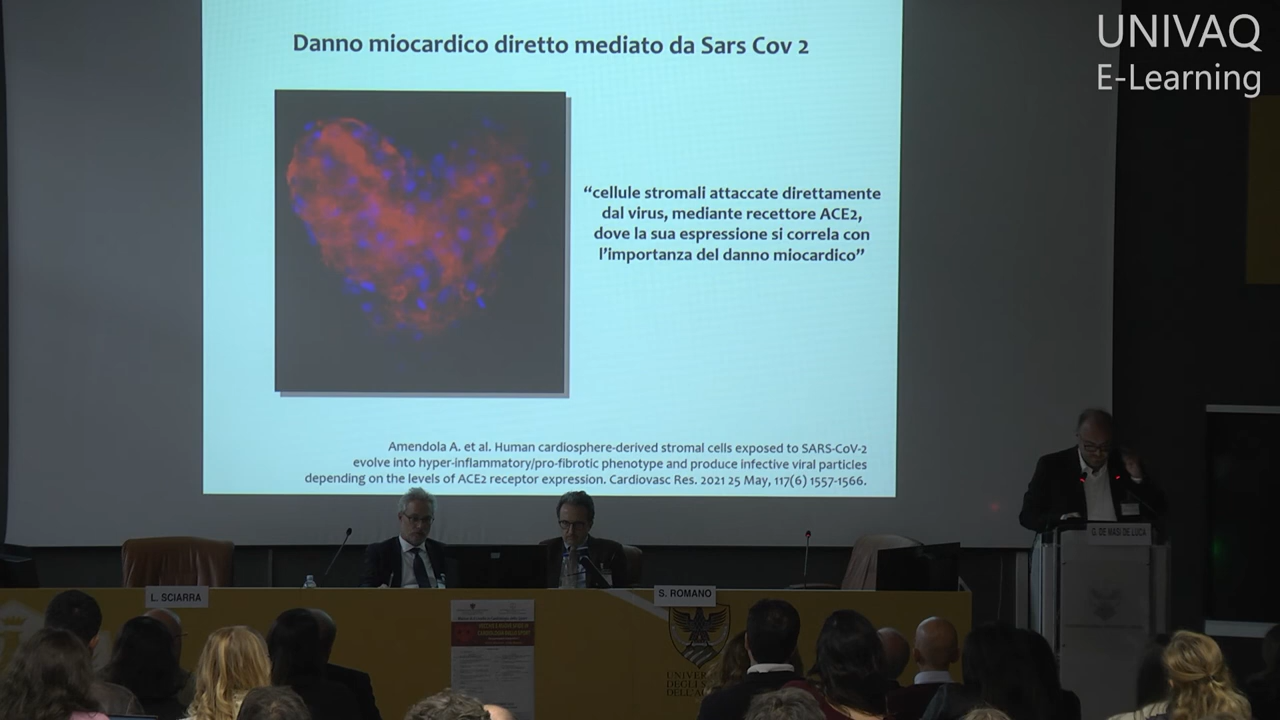 Danno miocardico diretto mediato da Sars Cov 2
UNIVAQ
E-Learning
“cellule stromali attaccate direttamente
dal virus, mediante recettore ACE2,
dove la sua espressione si correla con
l’importanza del danno miocardico”
Amendola A. et al. Human cardiosphere-derived stromal cells exposed to SARS-CoV-2
evolve into hyper-inflammatory/pro-fibrotic phenotype and produce infective viral particles
depending on the levels of ACE2 receptor expression. Cardiovasc Res. 2021 25 May, 117(6) 1557-1566.
G. DE MASI DE LUCA
L. SCIARRA
S. ROMANO